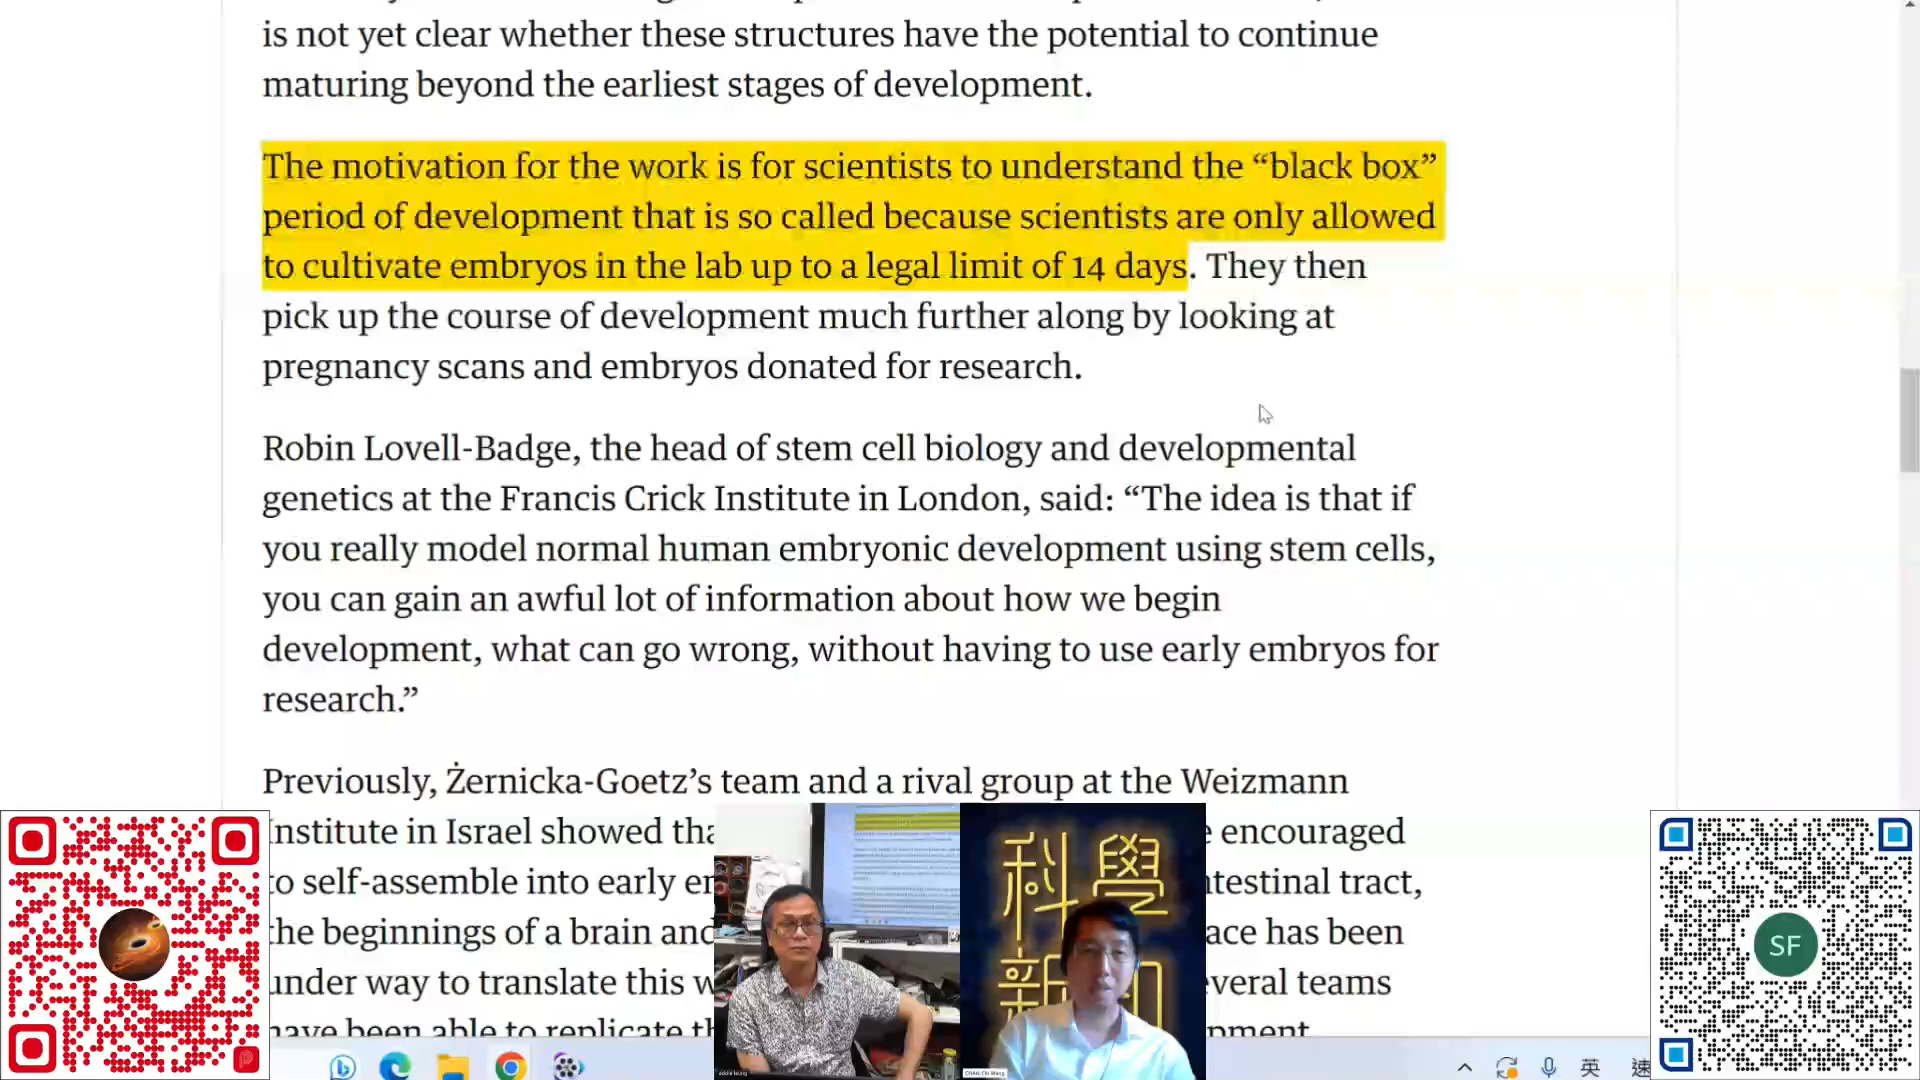 is not yet clear whether these structures have the potential to continue
maturing beyond the earliest stages of development.
The motivation for the work is for scientists to understand the “black box”
period of development that is so called because scientists are only allowed
to cultivate embryos in the lab up to a legal limit of 14 days. They then
pick up the course of development much further along by looking at
pregnancy scans and embryos donated for research.
Robin Lovell-Badge, the head of stem cell biology and developmental
genetics at the Francis Crick Institute in London, said: “The idea is that if
you really model normal human embryonic development using stem cells,
you can gain an awful lot of information about how we begin
development, what can go wrong, without having to use early embryos for
research.”
Previously, Żernicka-Goetz’s team and a rival group at the Weizmann
Institute in Israel showed encouraged
to self-assemble into early
the beginnings of a brain and has been
under way to translate this several teams
have been able to replicate
科學
新
SF
英
速